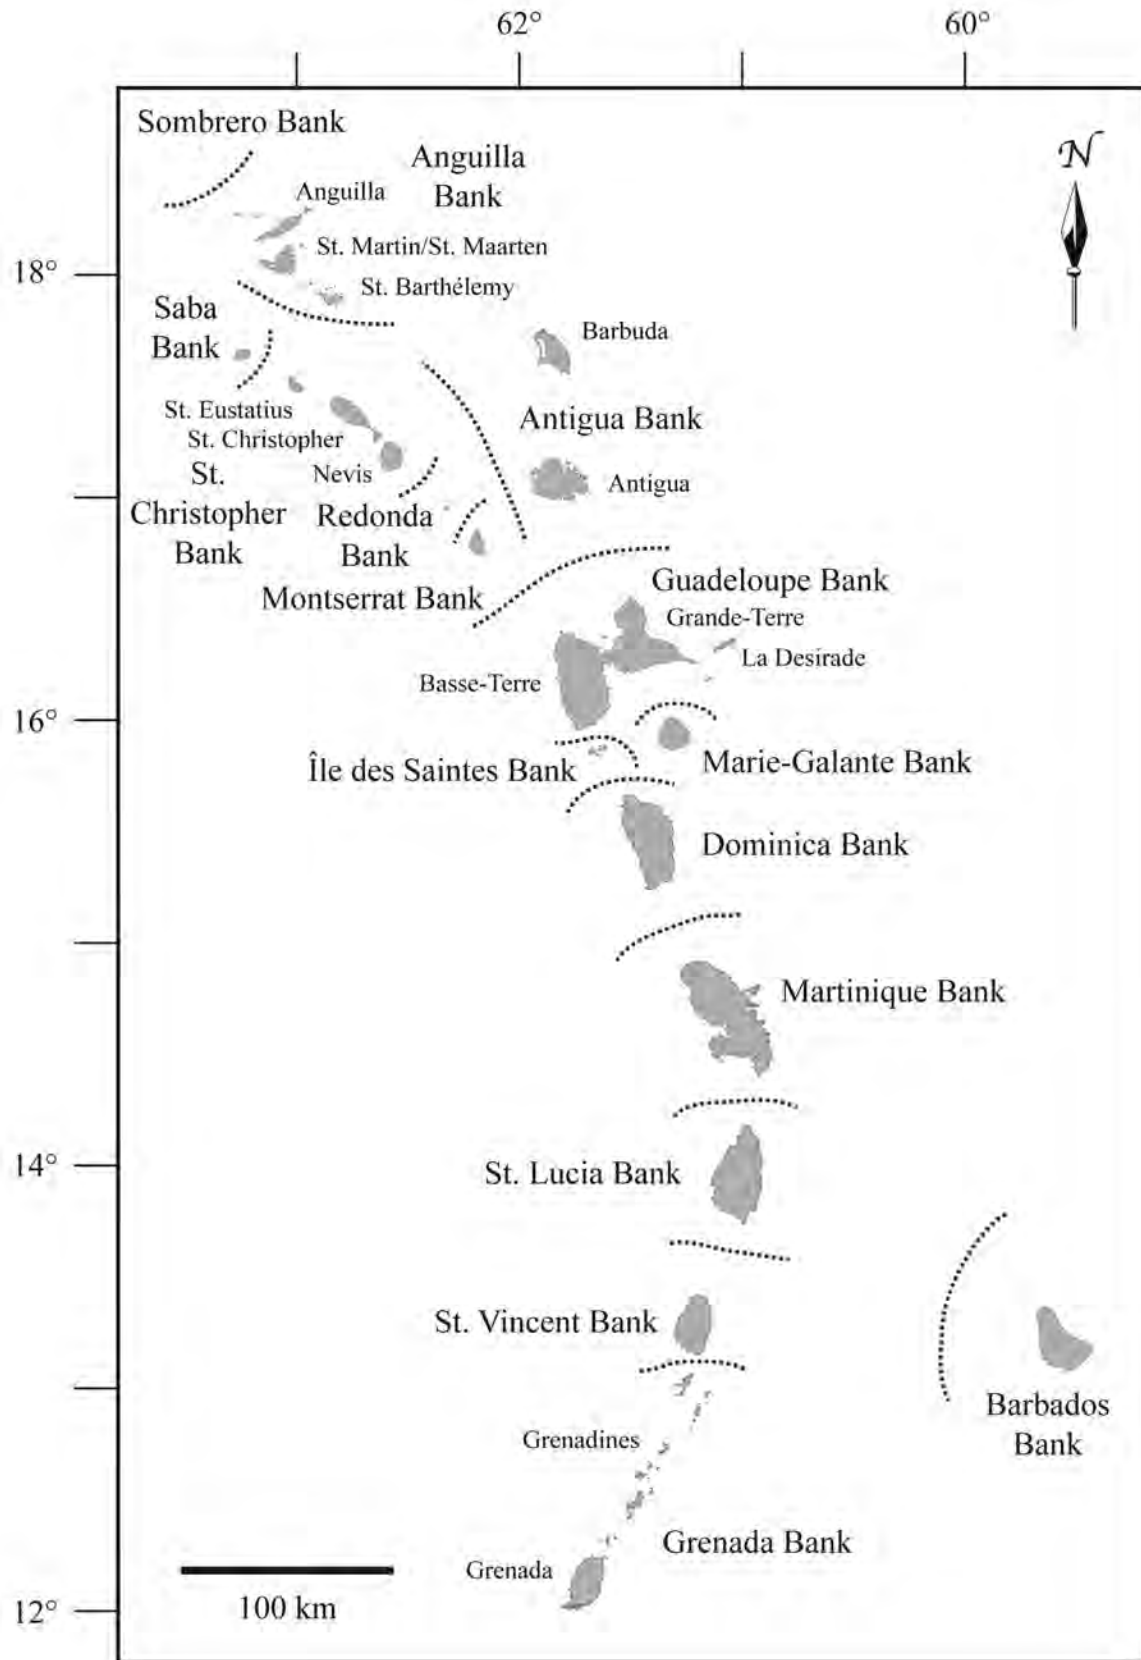 62°
60°
Sombrero Bank
Anguilla
Bank
N
Anguilla
St. Martin/St. Maarten
18°
St. Barthélemy
Saba
Bank
Barbuda
St. Eustatius
Antigua Bank
St. Christopher
St.
Christopher
Bank
Nevis
Antigua
Redonda
Bank
Montserrat Bank
Guadeloupe Bank
Grande-Terre
La Desirade
Basse-Terre
16°
Île des Saintes Bank
Marie-Galante Bank
Dominica Bank
Martinique Bank
14°
St. Lucia Bank
St. Vincent Bank
Barbados
Bank
Grenadines
Grenada Bank
Grenada
100 km
12°